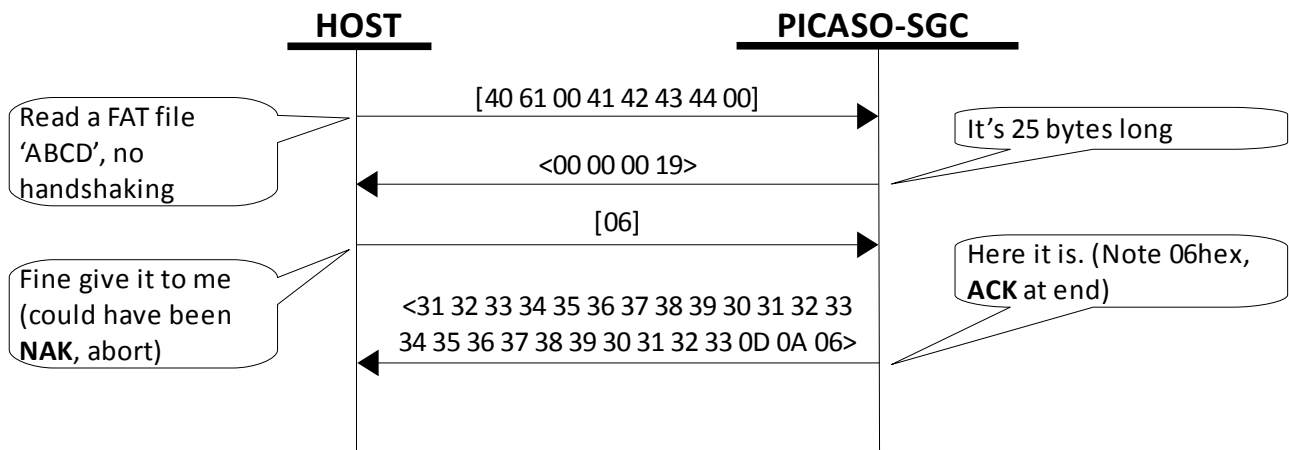 HOST
PICASO-SGC
[40 61 00 41 42 43 44 00]
Read a FAT file
‘ABCD’, no
handshaking
It’s 25 bytes long
<00 00 00 19>
[06]
Fine give it to me
(could have been
NAK, abort)
Here it is. (Note 06hex,
ACK at end)
<31 32 33 34 35 36 37 38 39 30 31 32 33
34 35 36 37 38 39 30 31 32 33 0D 0A 06>